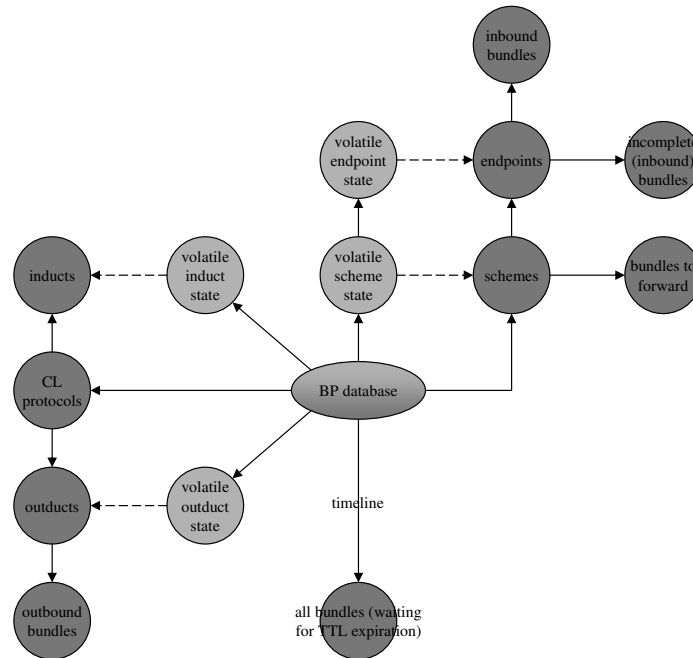 inbound
bundles
volatile
endpoint
state
endpoints
incomplete
(inbound)
bundles
inducts
volatile
induct
state
volatile
scheme
state
schemes
bundles to
forward
CL
protocols
BP database
outducts
volatile
outduct
state
timeline
outbound
bundles
all bundles (waiting
for TTL expiration)